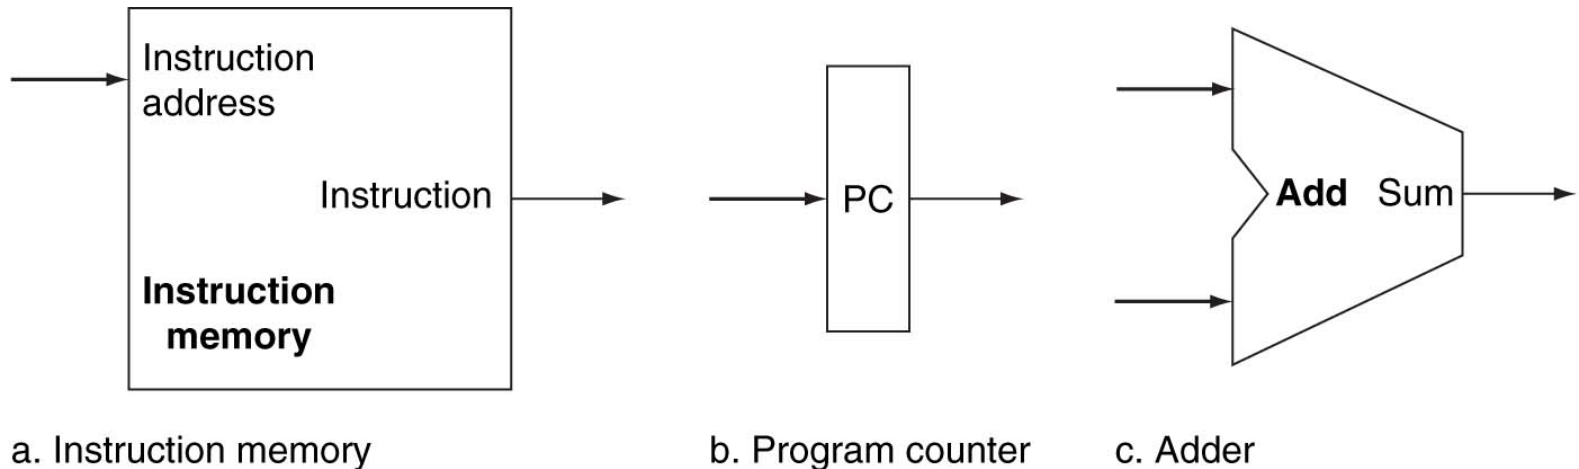 Instruction
address
Instruction
Instruction
memory
a. Instruction memory
PC
b. Program counter
Add Sum
c. Adder